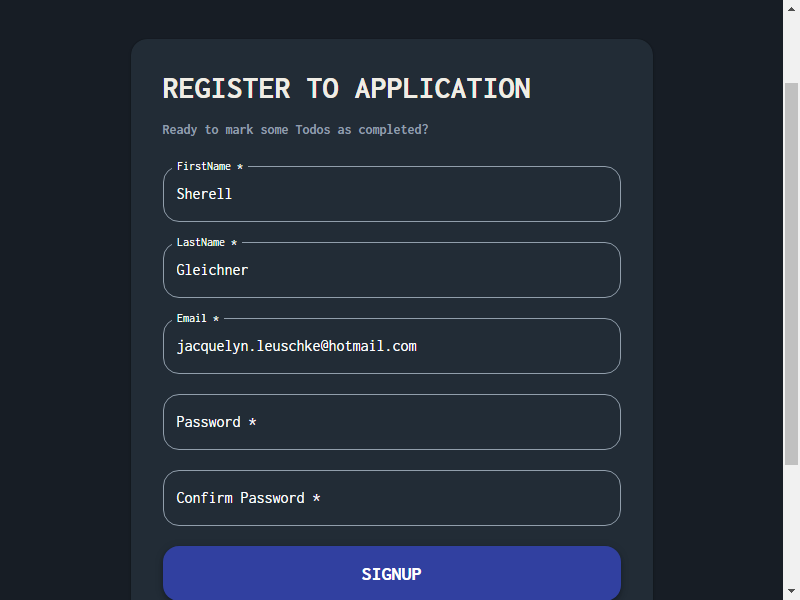 REGISTER TO APPLICATION
Ready to mark some Todos as completed?
FirstName *
Sherell
LastName *
Gleichner
Email *
jacquelyn.leuschke@hotmail.com
Password *
Confirm Password *
SIGNUP